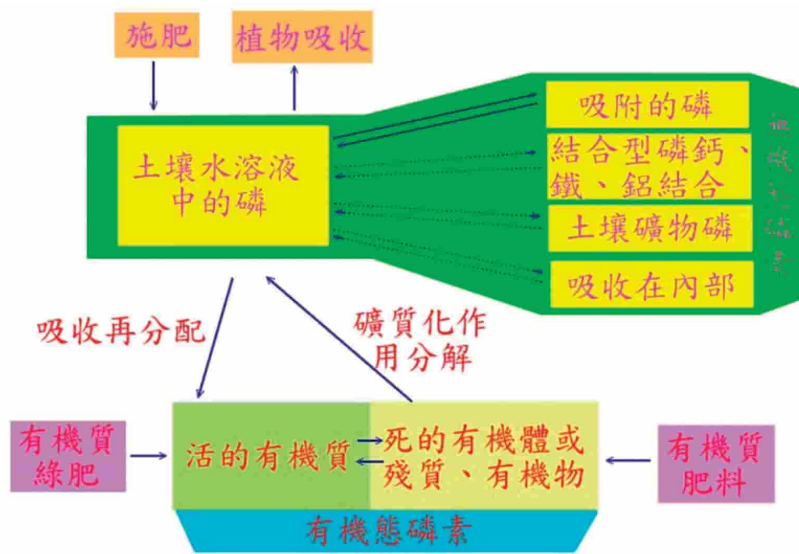 施肥
植物吸收
土壤水溶液
中的磷
吸附的磷
結合型磷鈣、
鐵、鋁結合
土壤礦物磷
吸收在內部
吸收再分配
礦質化作
用分解
有機質
綠肥
活的有機質
死的有機體或
殘質、有機物
有機質
肥料
有機態磷素